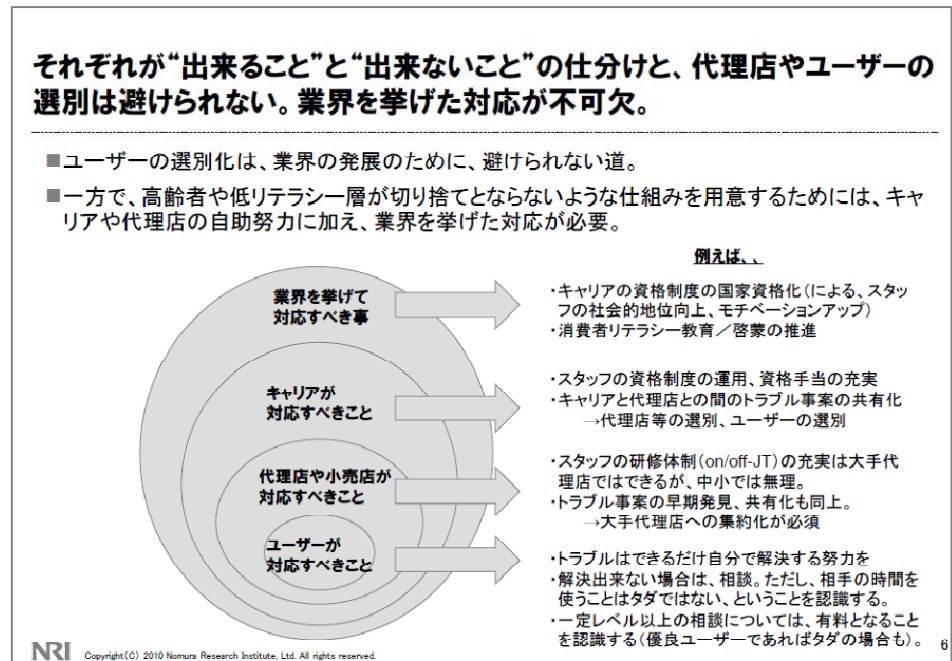 それぞれが“出来ること”と“出来ないこと”の仕分けと、代理店やユーザーの
選別は避けられない。業界を挙げた対応が不可欠。
■ユーザーの選別化は、業界の発展のために、避けられない道。
■一方で、高齢者や低リテラシー層が切り捨てとならないような仕組みを用意するためには、キャ
リアや代理店の自助努力に加え、業界を挙げた対応が必要。
例えば、、
業界を挙げて
対応すべき事
・キャリアの資格制度の国家資格化(による、スタッ
フの社会的地位向上、モチベーションアップ)
・消費者リテラシー教育/啓蒙の推進
キャリアが
対応すべきこと
・スタッフの資格制度の運用、資格手当の充実
・キャリアと代理店との間のトラブル事案の共有化
→代理店等の選別、ユーザーの選別
代理店や小売店が
対応すべきこと
・スタッフの研修体制(on/off-JT)の充実は大手代
理店ではできるが、中小では無理。
・トラブル事案の早期発見、共有化も同上。
→大手代理店への集約化が必須
ユーザーが
対応すべきこと
・トラブルはできるだけ自分で解決する努力を
・解決出来ない場合は、相談。ただし、相手の時間を
使うことはタダではない、ということを認識する。
・一定レベル以上の相談については、有料となること
を認識する(優良ユーザーであればタダの場合も)。
NRI Copyright(C) 2010 Nomura Research Institute, Ltd. All rights reserved.
6